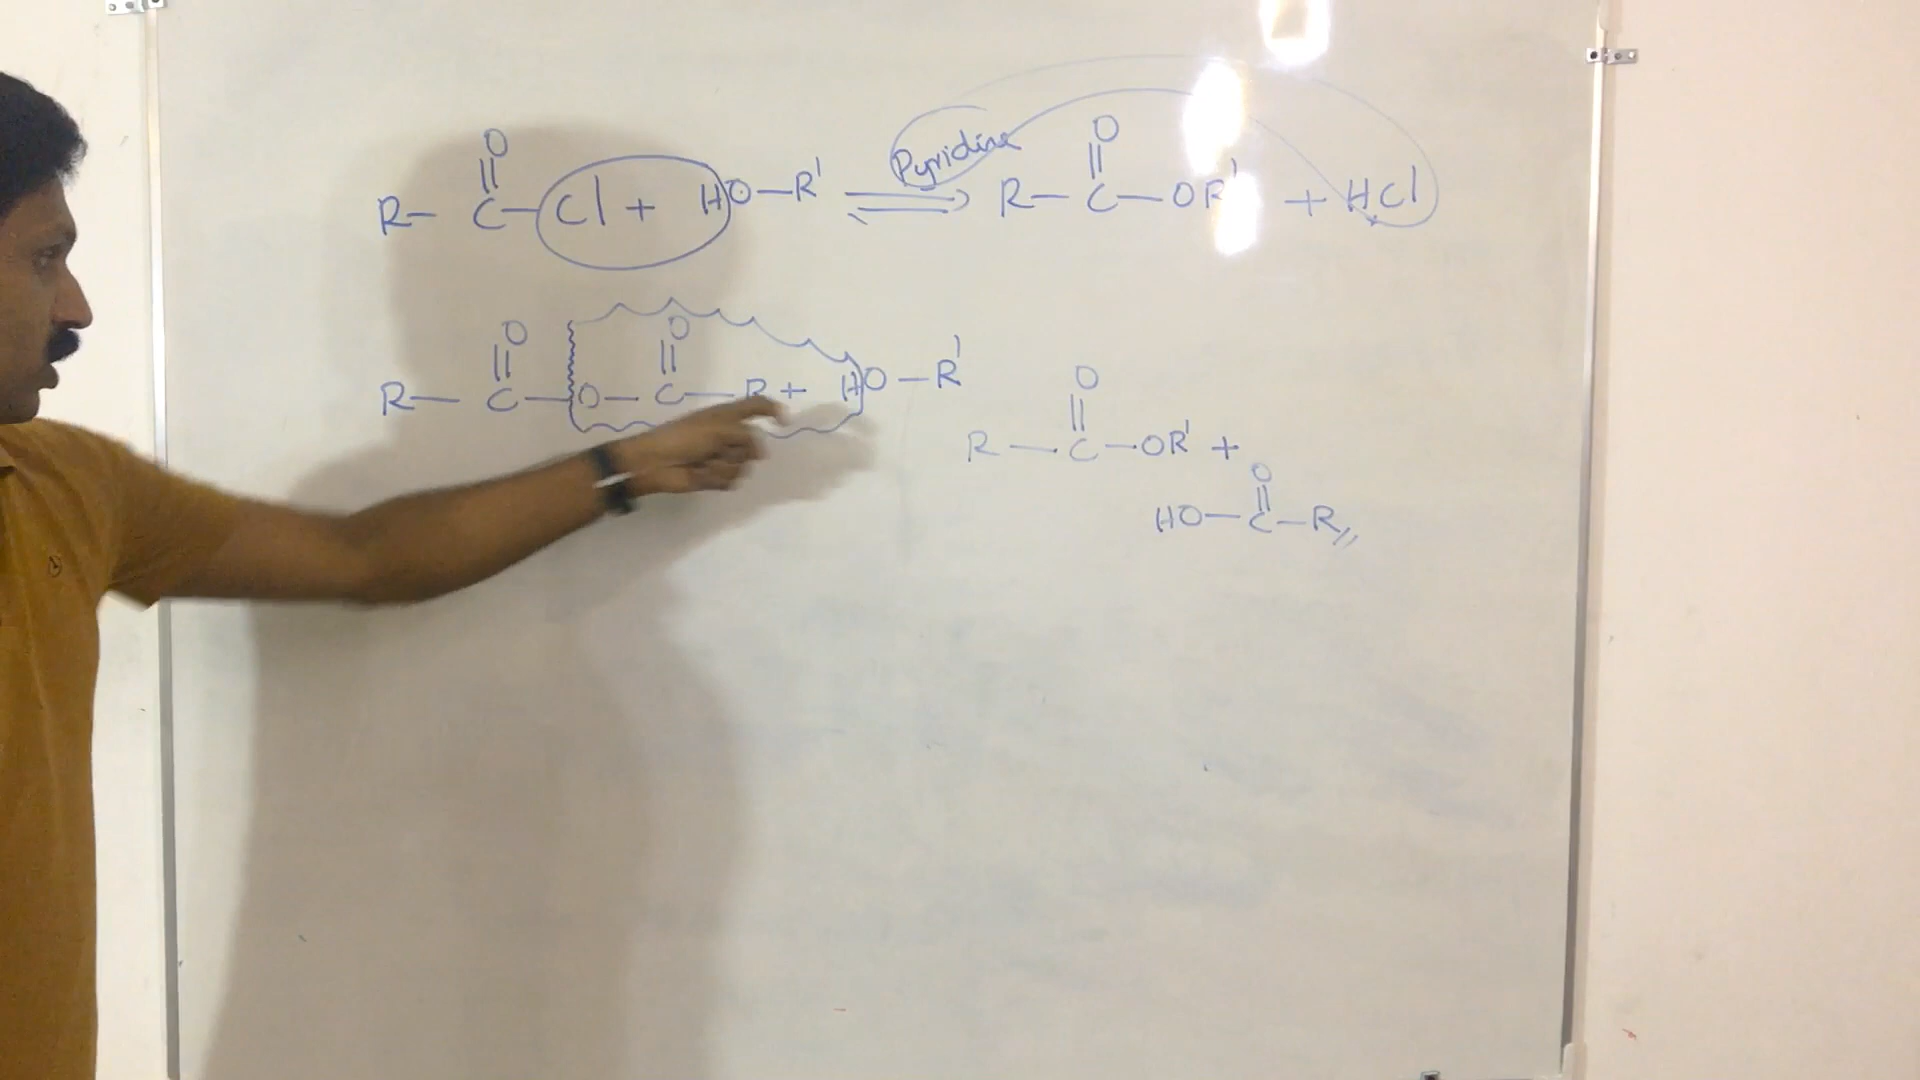 O O
|| Pyridine ||
R— C—Cl + HO—R' ⇌ R—C—OR' + HCl
O O
|| ||
R— C—O—C—R + HO—R'
O
||
R—C—OR' +
O
||
HO—C—R,,